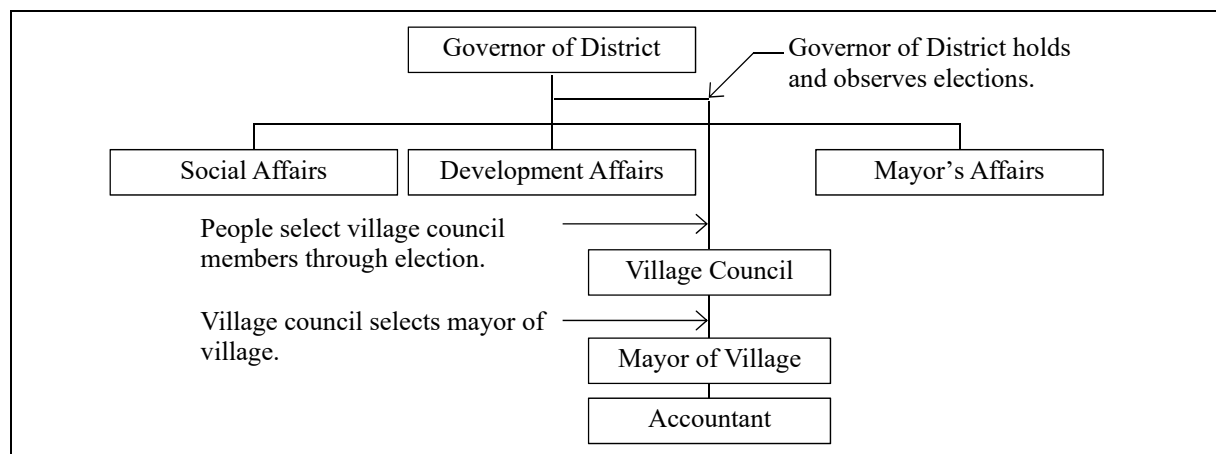 Governor of District
Governor of District holds
and observes elections.
Social Affairs
Development Affairs
Mayor’s Affairs
People select village council
members through election.
Village Council
Village council selects mayor of
village.
Mayor of Village
Accountant